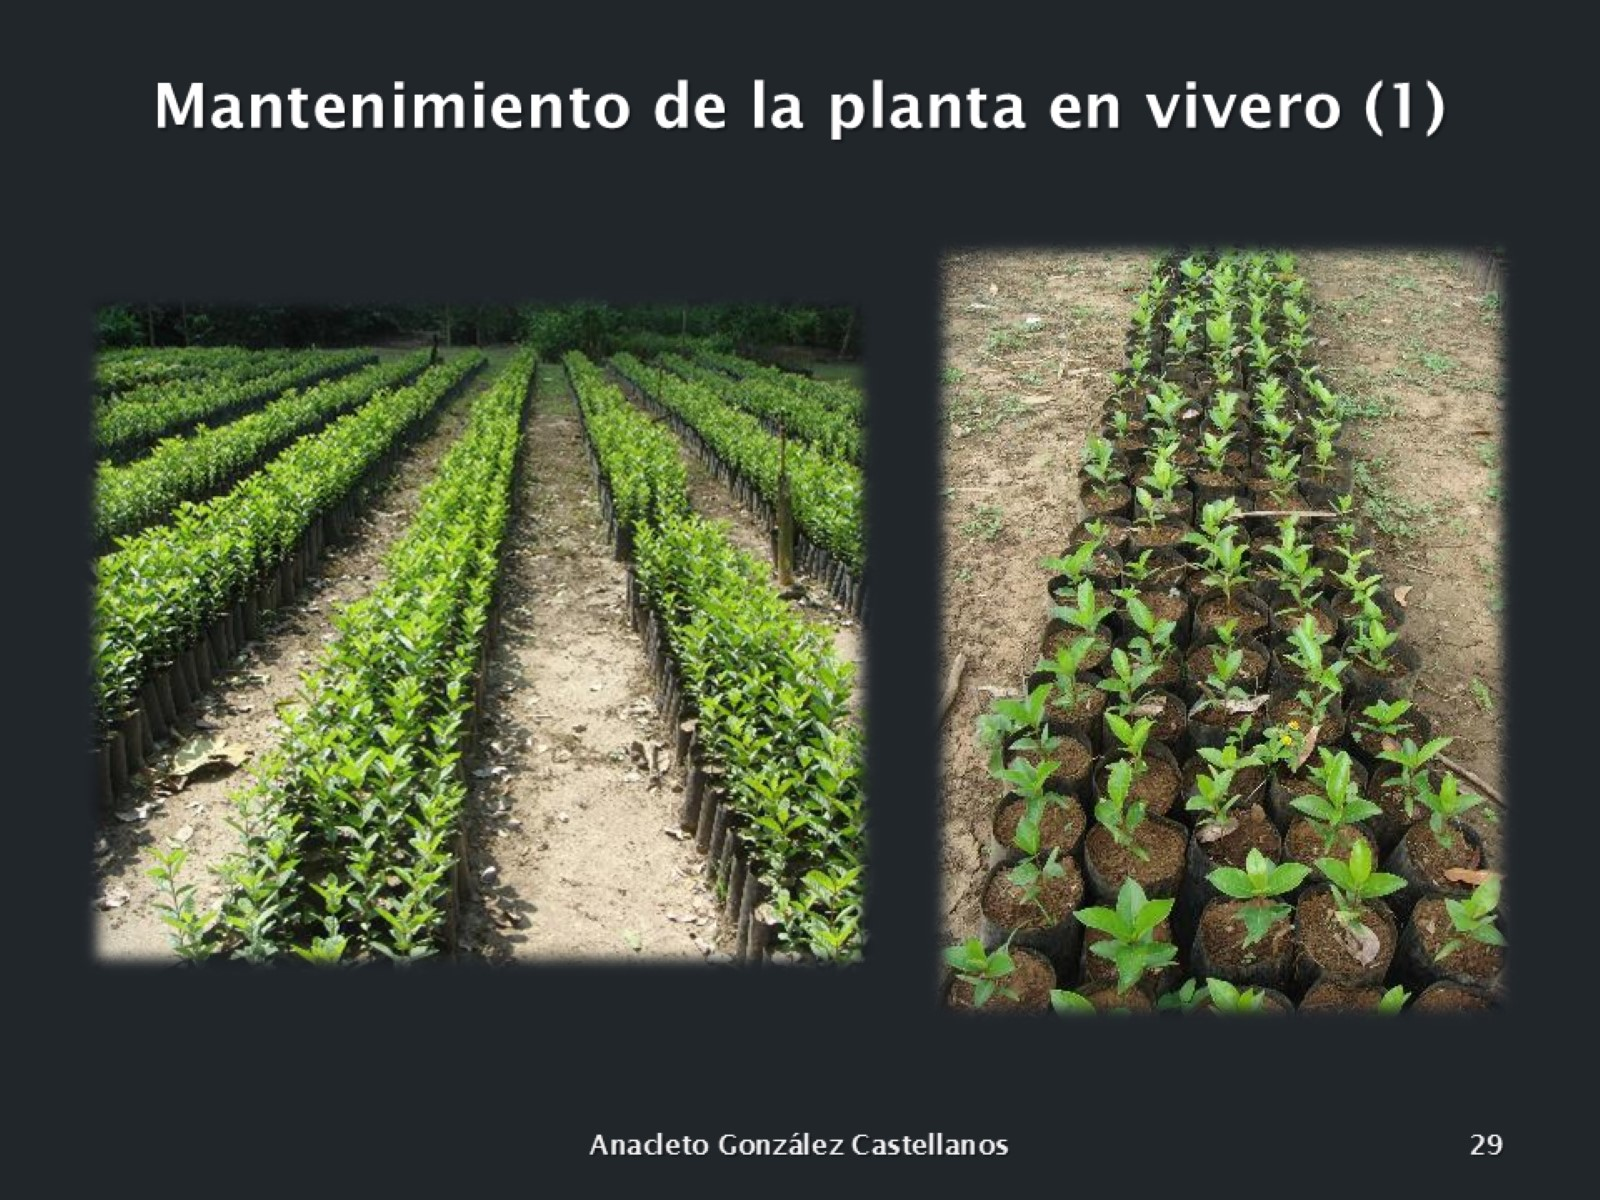 Mantenimiento de la planta en vivero (1)
Anacleto González Castellanos
29